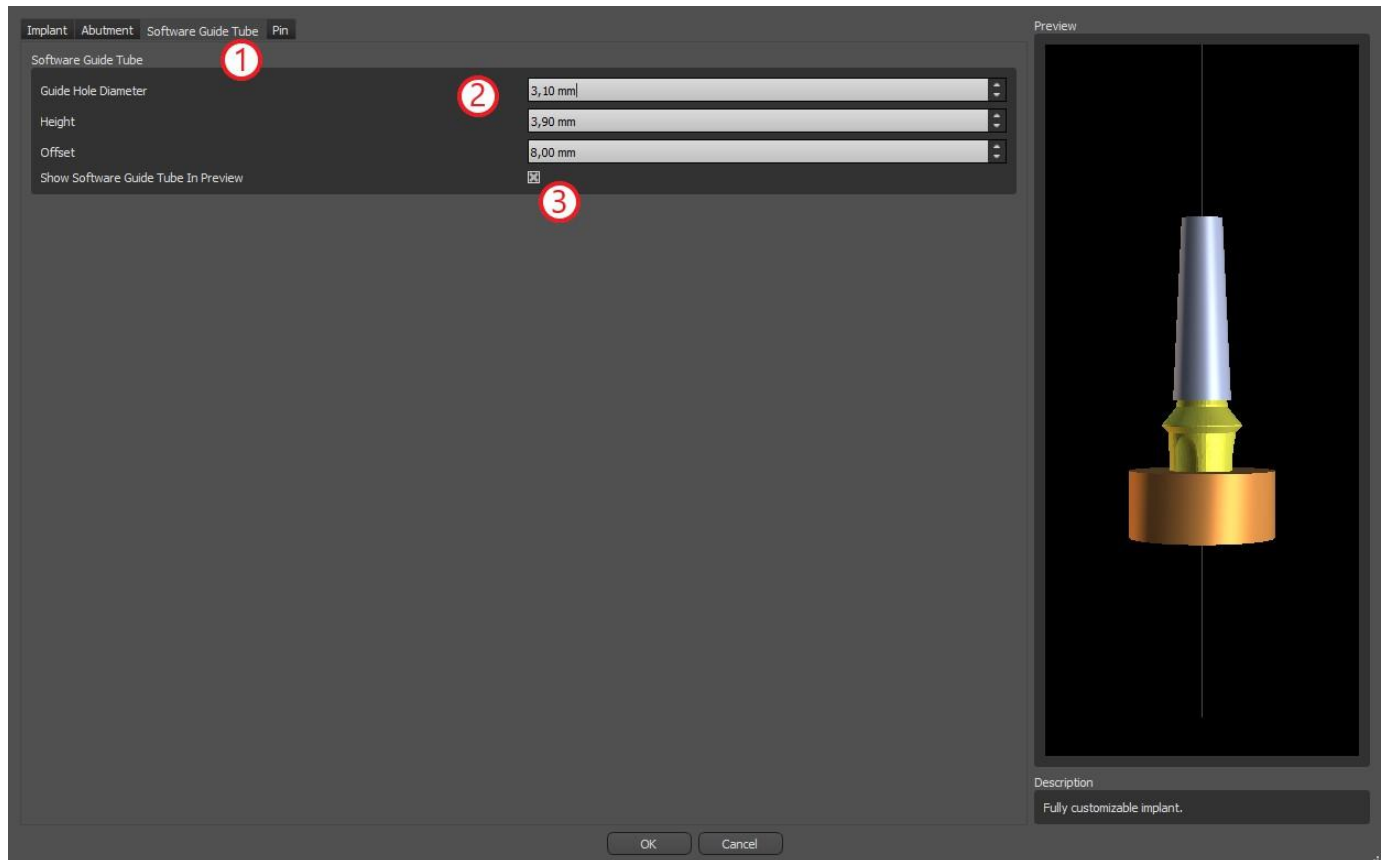 Implant Abutment Software Guide Tube Pin
Software Guide Tube
1
Guide Hole Diameter
2
3,10 mm
Height
3,90 mm
Offset
8,00 mm
Show Software Guide Tube In Preview
3
Preview
Description
Fully customizable implant.
OK Cancel